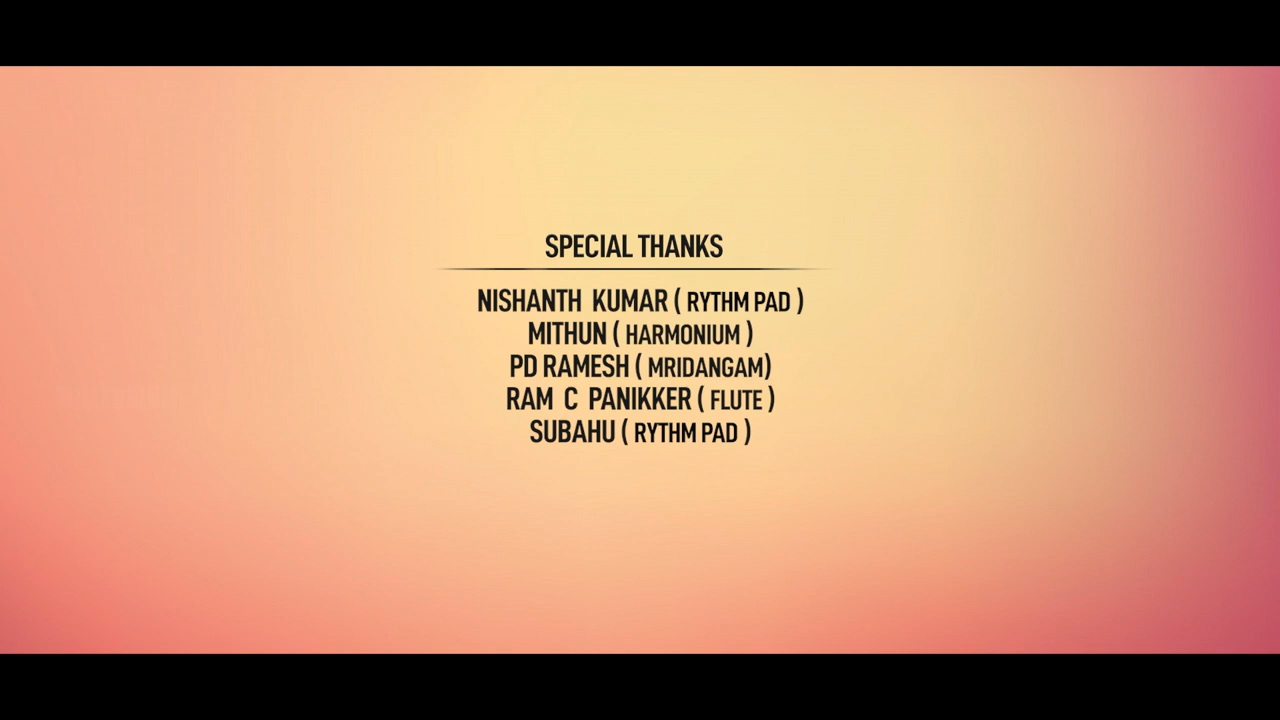 SPECIAL THANKS
NISHANTH KUMAR ( RYTHM PAD )
MITHUN ( HARMONIUM )
PD RAMESH ( MRIDANGAM)
RAM C PANIKKER ( FLUTE )
SUBAHU ( RYTHM PAD )